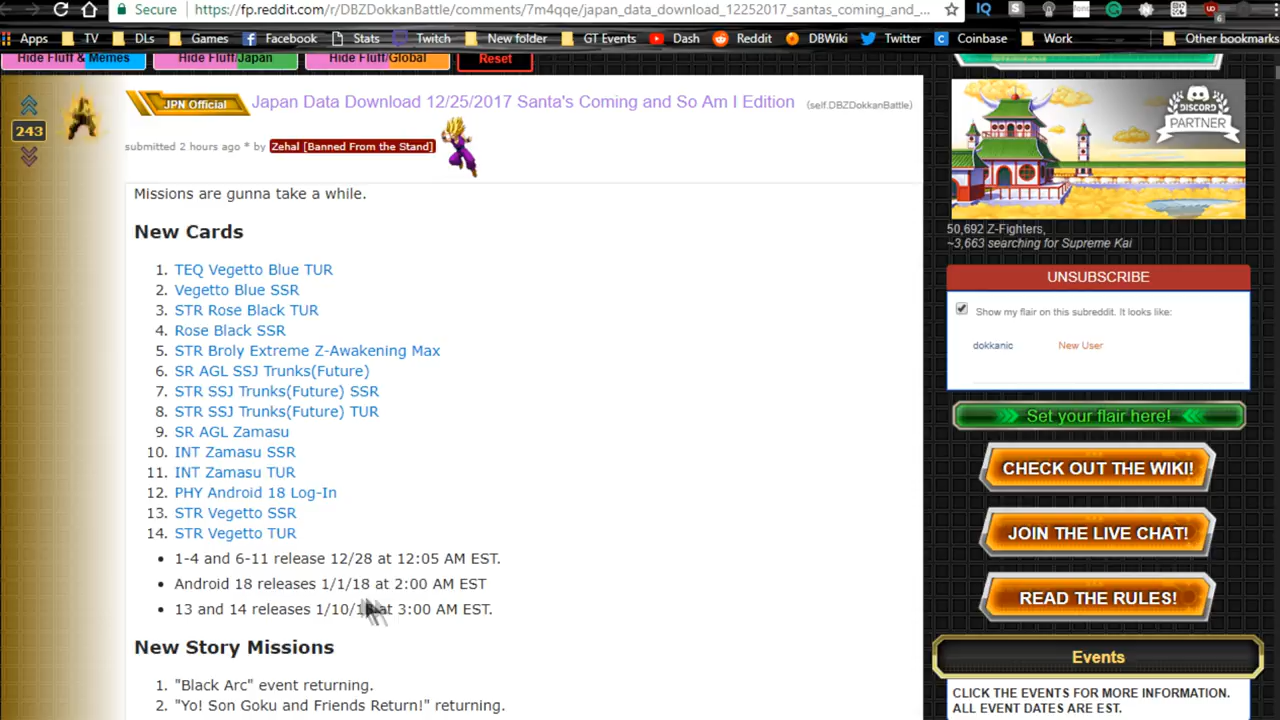 Secure
https://fp.reddit.com/r/DBZDokkanBattle/comments/7m4qqe/japan_data_download_12252017_santas_coming_and_...
Apps TV DLs Games Facebook Stats Twitch New folder GT Events Dash Reddit DBWiki Twitter Coinbase Work Other bookmarks
Hide Fluff & Memes Hide Fluff/Japan Hide Fluff/Global Reset
243
JPN Official Japan Data Download 12/25/2017 Santa's Coming and So Am I Edition (self.DBZDokkanBattle)
submitted 2 hours ago * by Zehal [Banned From the Stand]
Missions are gunna take a while.
New Cards
1. TEQ Vegetto Blue TUR
2. Vegetto Blue SSR
3. STR Rose Black TUR
4. Rose Black SSR
5. STR Broly Extreme Z-Awakening Max
6. SR AGL SSJ Trunks(Future)
7. STR SSJ Trunks(Future) SSR
8. STR SSJ Trunks(Future) TUR
9. SR AGL Zamasu
10. INT Zamasu SSR
11. INT Zamasu TUR
12. PHY Android 18 Log-In
13. STR Vegetto SSR
14. STR Vegetto TUR
• 1-4 and 6-11 release 12/28 at 12:05 AM EST.
• Android 18 releases 1/1/18 at 2:00 AM EST
• 13 and 14 releases at 3:00 AM EST.
New Story Missions
1. "Black Arc" event returning.
2. "Yo! Son Goku and Friends Return!" returning.
DISCORD
PARTNER
50,692 Z-Fighters,
~3,663 searching for Supreme Kai
UNSUBSCRIBE
Show my flair on this subreddit. It looks like:
dokkanic New User
Set your flair here!
CHECK OUT THE WIKI!
JOIN THE LIVE CHAT!
READ THE RULES!
Events
CLICK THE EVENTS FOR MORE INFORMATION.
ALL EVENT DATES ARE EST.